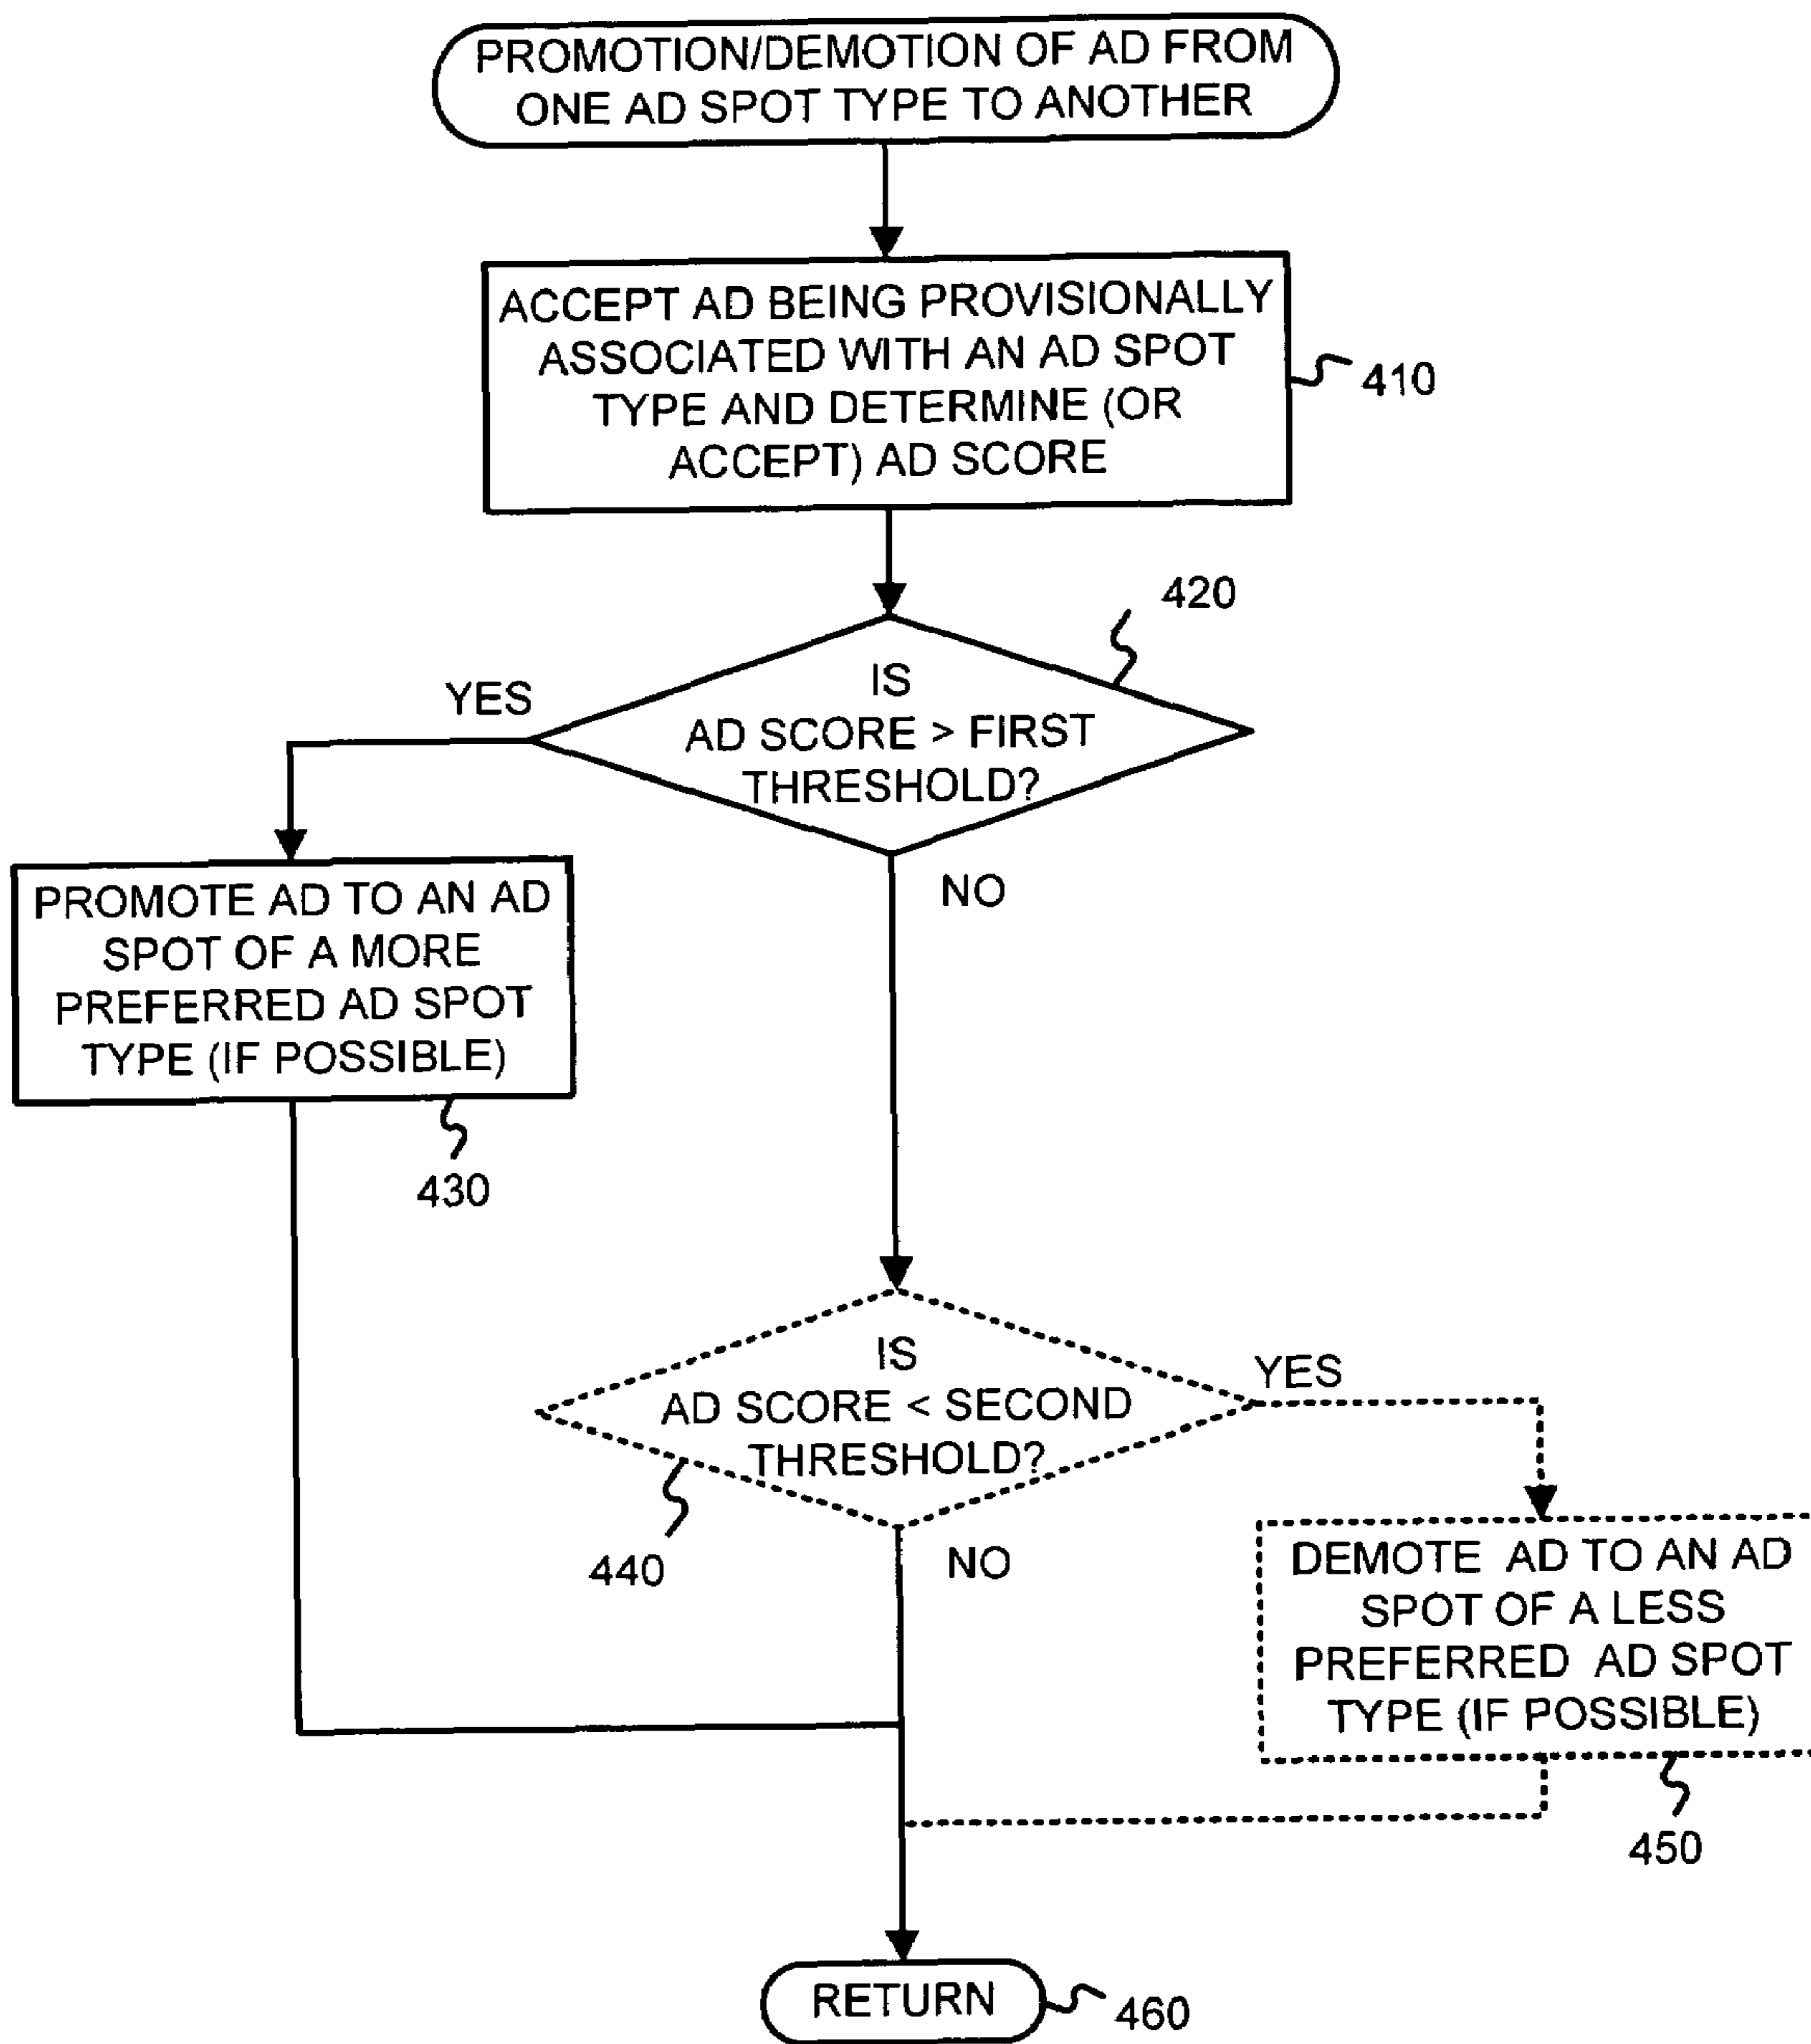 PROMOTION/DEMOTION OF AD FROM
ONE AD SPOT TYPE TO ANOTHER
ACCEPT AD BEING PROVISIONALLY
ASSOCIATED WITH AN AD SPOT
TYPE AND DETERMINE (OR
ACCEPT) AD SCORE
410
420
IS
AD SCORE > FIRST
THRESHOLD?
YES
NO
PROMOTE AD TO AN AD
SPOT OF A MORE
PREFERRED AD SPOT
TYPE (IF POSSIBLE)
430
IS
AD SCORE < SECOND
THRESHOLD?
YES
440
NO
DEMOTE AD TO AN AD
SPOT OF A LESS
PREFERRED AD SPOT
TYPE (IF POSSIBLE)
450
RETURN
460